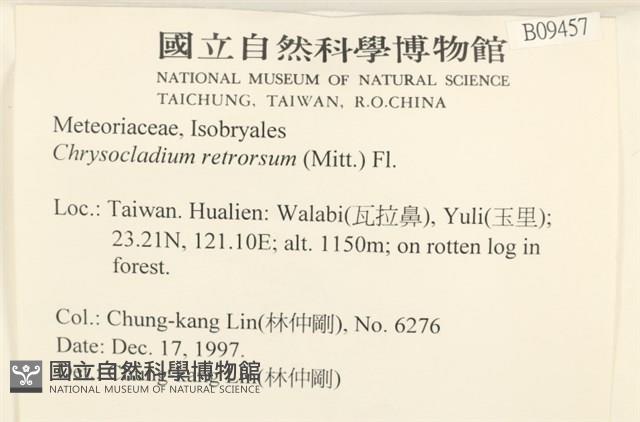 B09457
國立自然科學博物館
NATIONAL MUSEUM OF NATURAL SCIENCE
TAICHUNG, TAIWAN, R.O.CHINA
Meteoriaceae, Isobryales
Chrysocladium retrorsum (Mitt.) Fl.
Loc.: Taiwan. Hualien: Walabi(瓦拉鼻), Yuli(玉里);
23.21N, 121.10E; alt. 1150m; on rotten log in
forest.
Col.: Chung-kang Lin(林仲剛), No. 6276
Date: Dec. 17, 1997.
Chung-kang Lin(林仲剛)
國立自然科學博物館
NATIONAL MUSEUM OF NATURAL SCIENCE